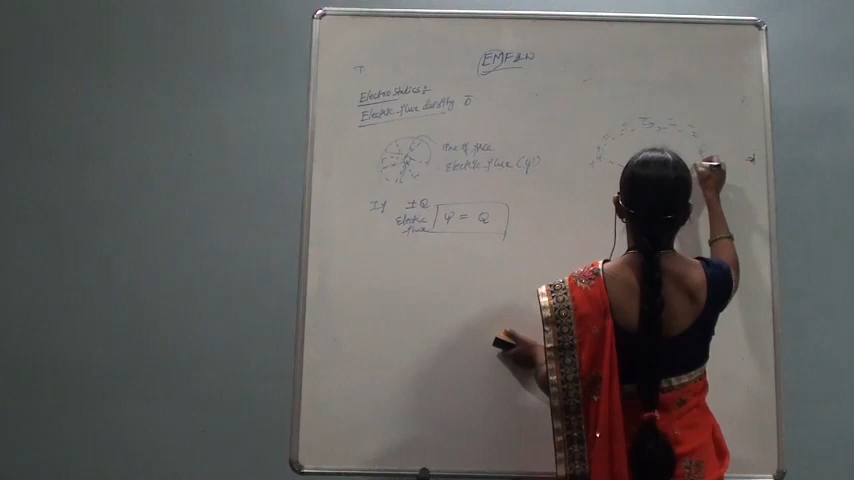 EMF&W
Electrostatics :
Electric flux density D̄
line of force
Electric flux (ψ)
If ±Q
Electric flux ψ = Q